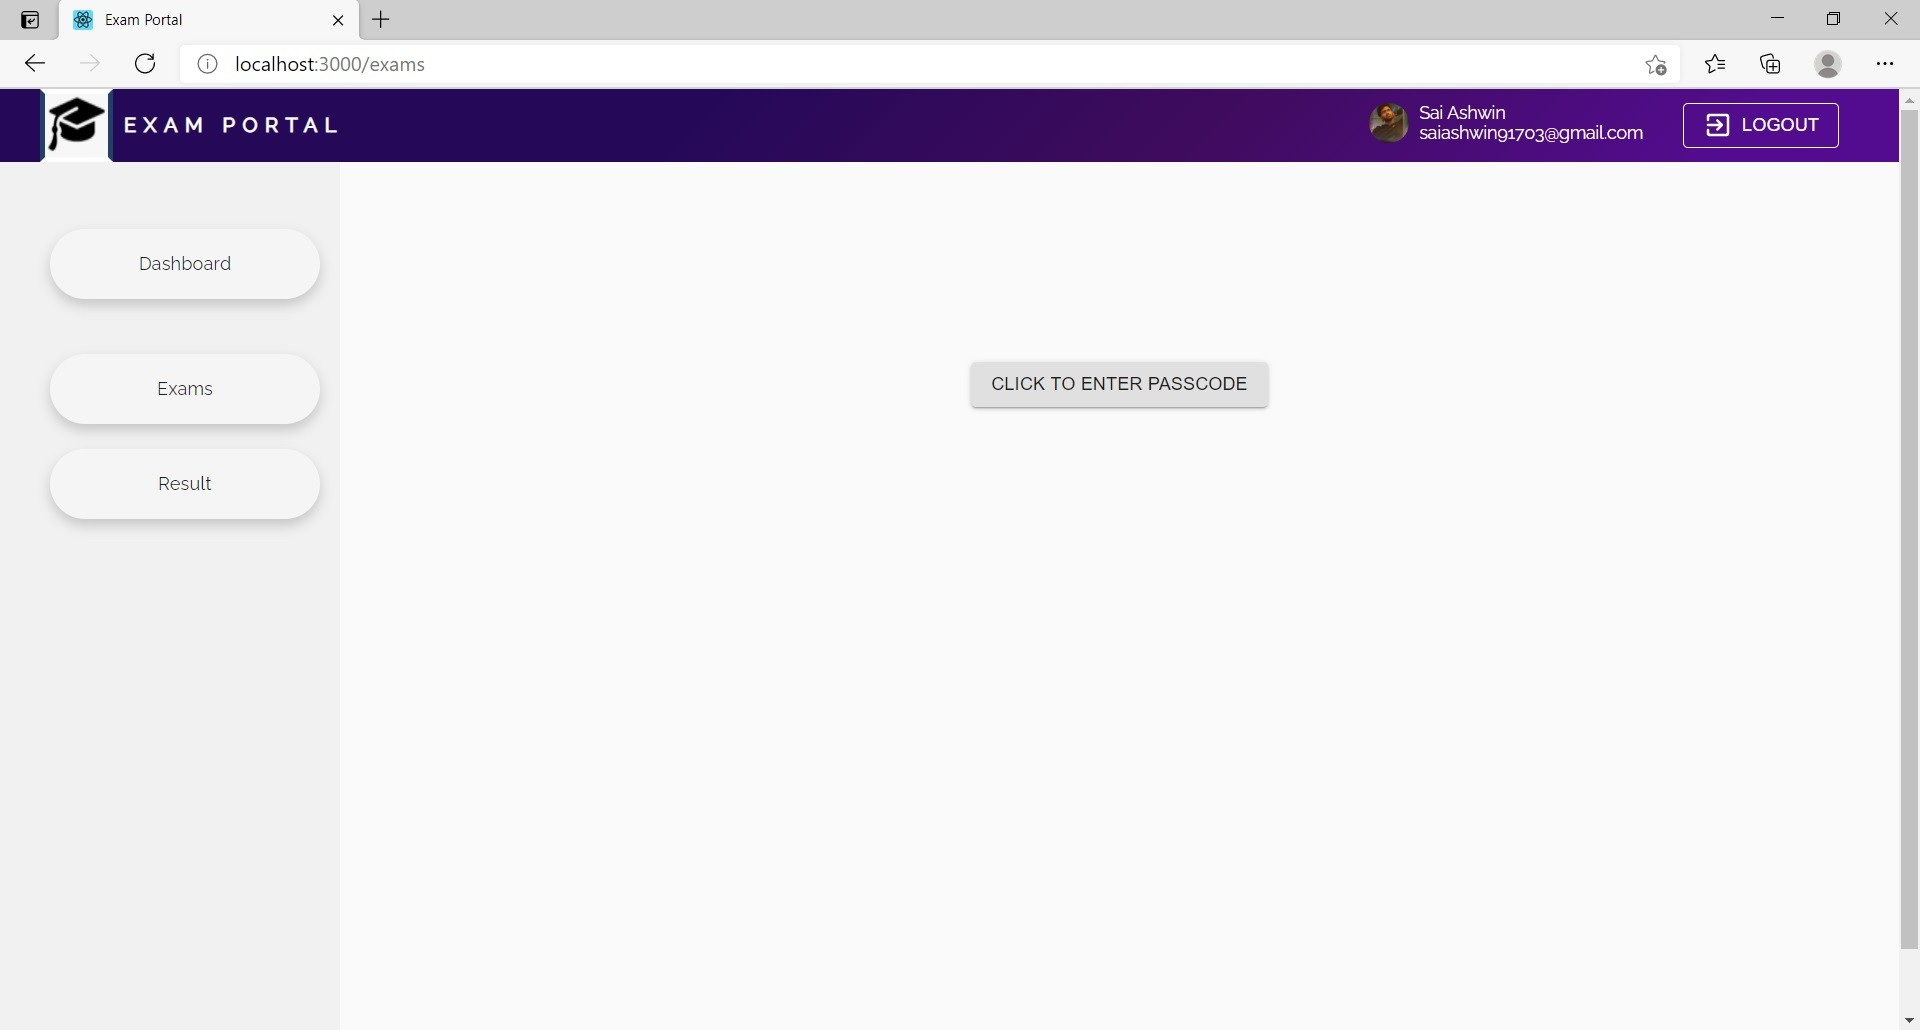 Exam Portal
localhost:3000/exams
EXAM PORTAL
Sai Ashwin
saiashwin91703@gmail.com
LOGOUT
Dashboard
Exams
Result
CLICK TO ENTER PASSCODE